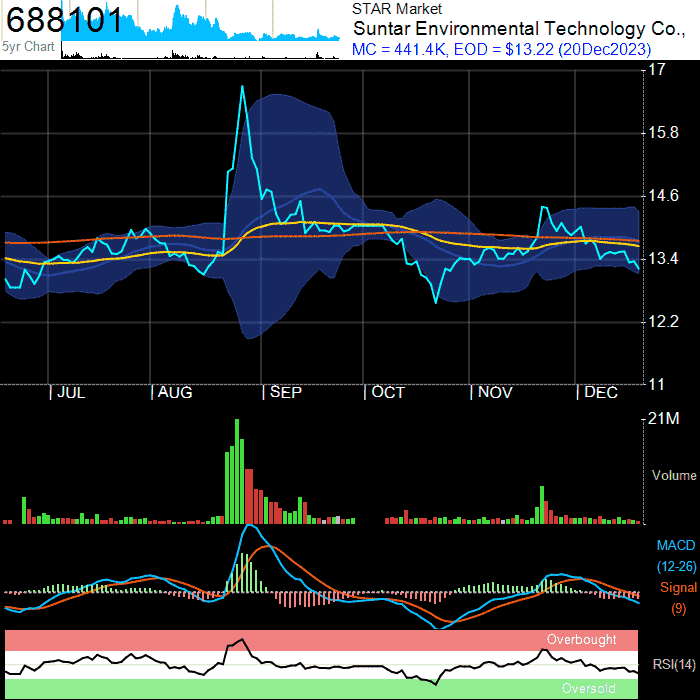 688101
5yr Chart
STAR Market
Suntar Environmental Technology Co.,
MC = 441.4K, EOD = $13.22 (20Dec2023)
17
15.8
14.6
13.4
12.2
11
| JUL | AUG | SEP | OCT | NOV | DEC
21M
Volume
MACD
(12-26)
Signal
(9)
Overbought
RSI(14)
Oversold